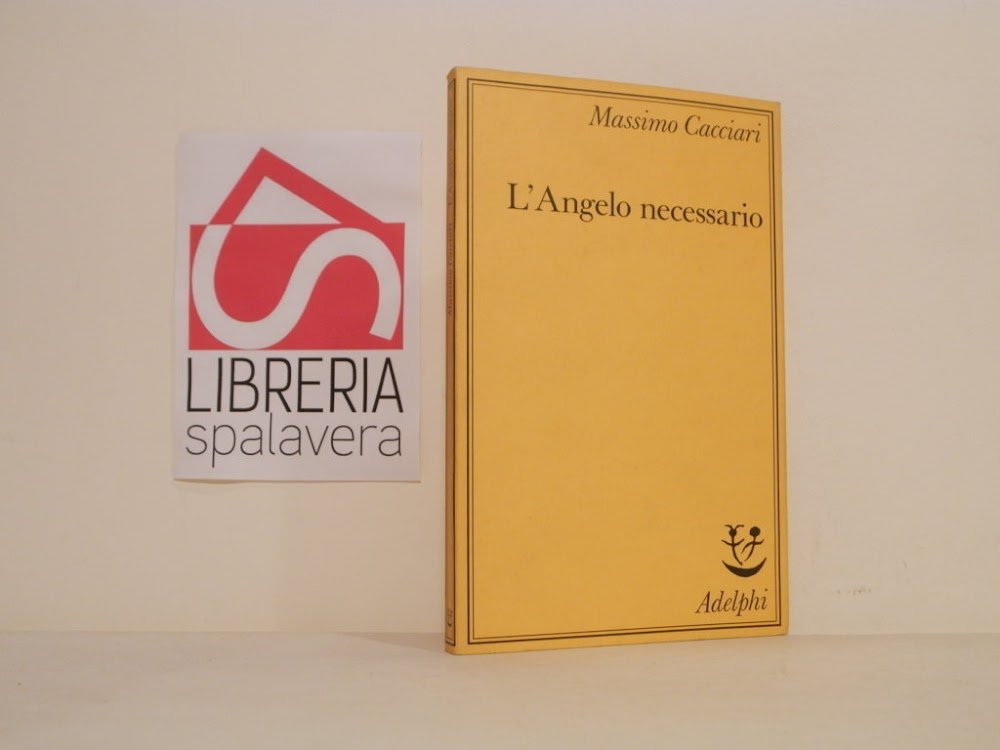 LIBRERIA
spalavera
Massimo Cacciari
L'Angelo necessario
Adelphi